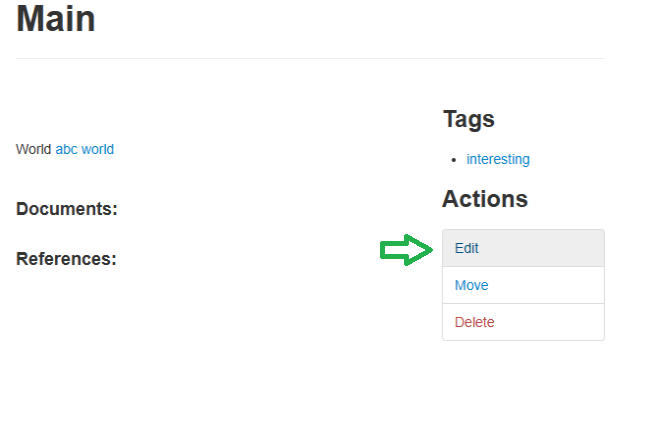 Main
World abc world
Documents:
References:
Tags
interesting
Actions
Edit
Move
Delete